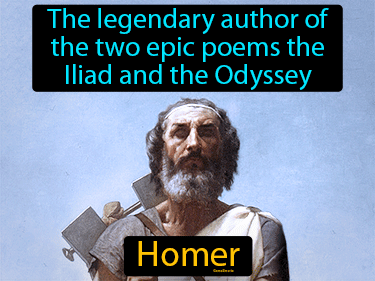 The legendary author of
the two epic poems the
Iliad and the Odyssey
Homer